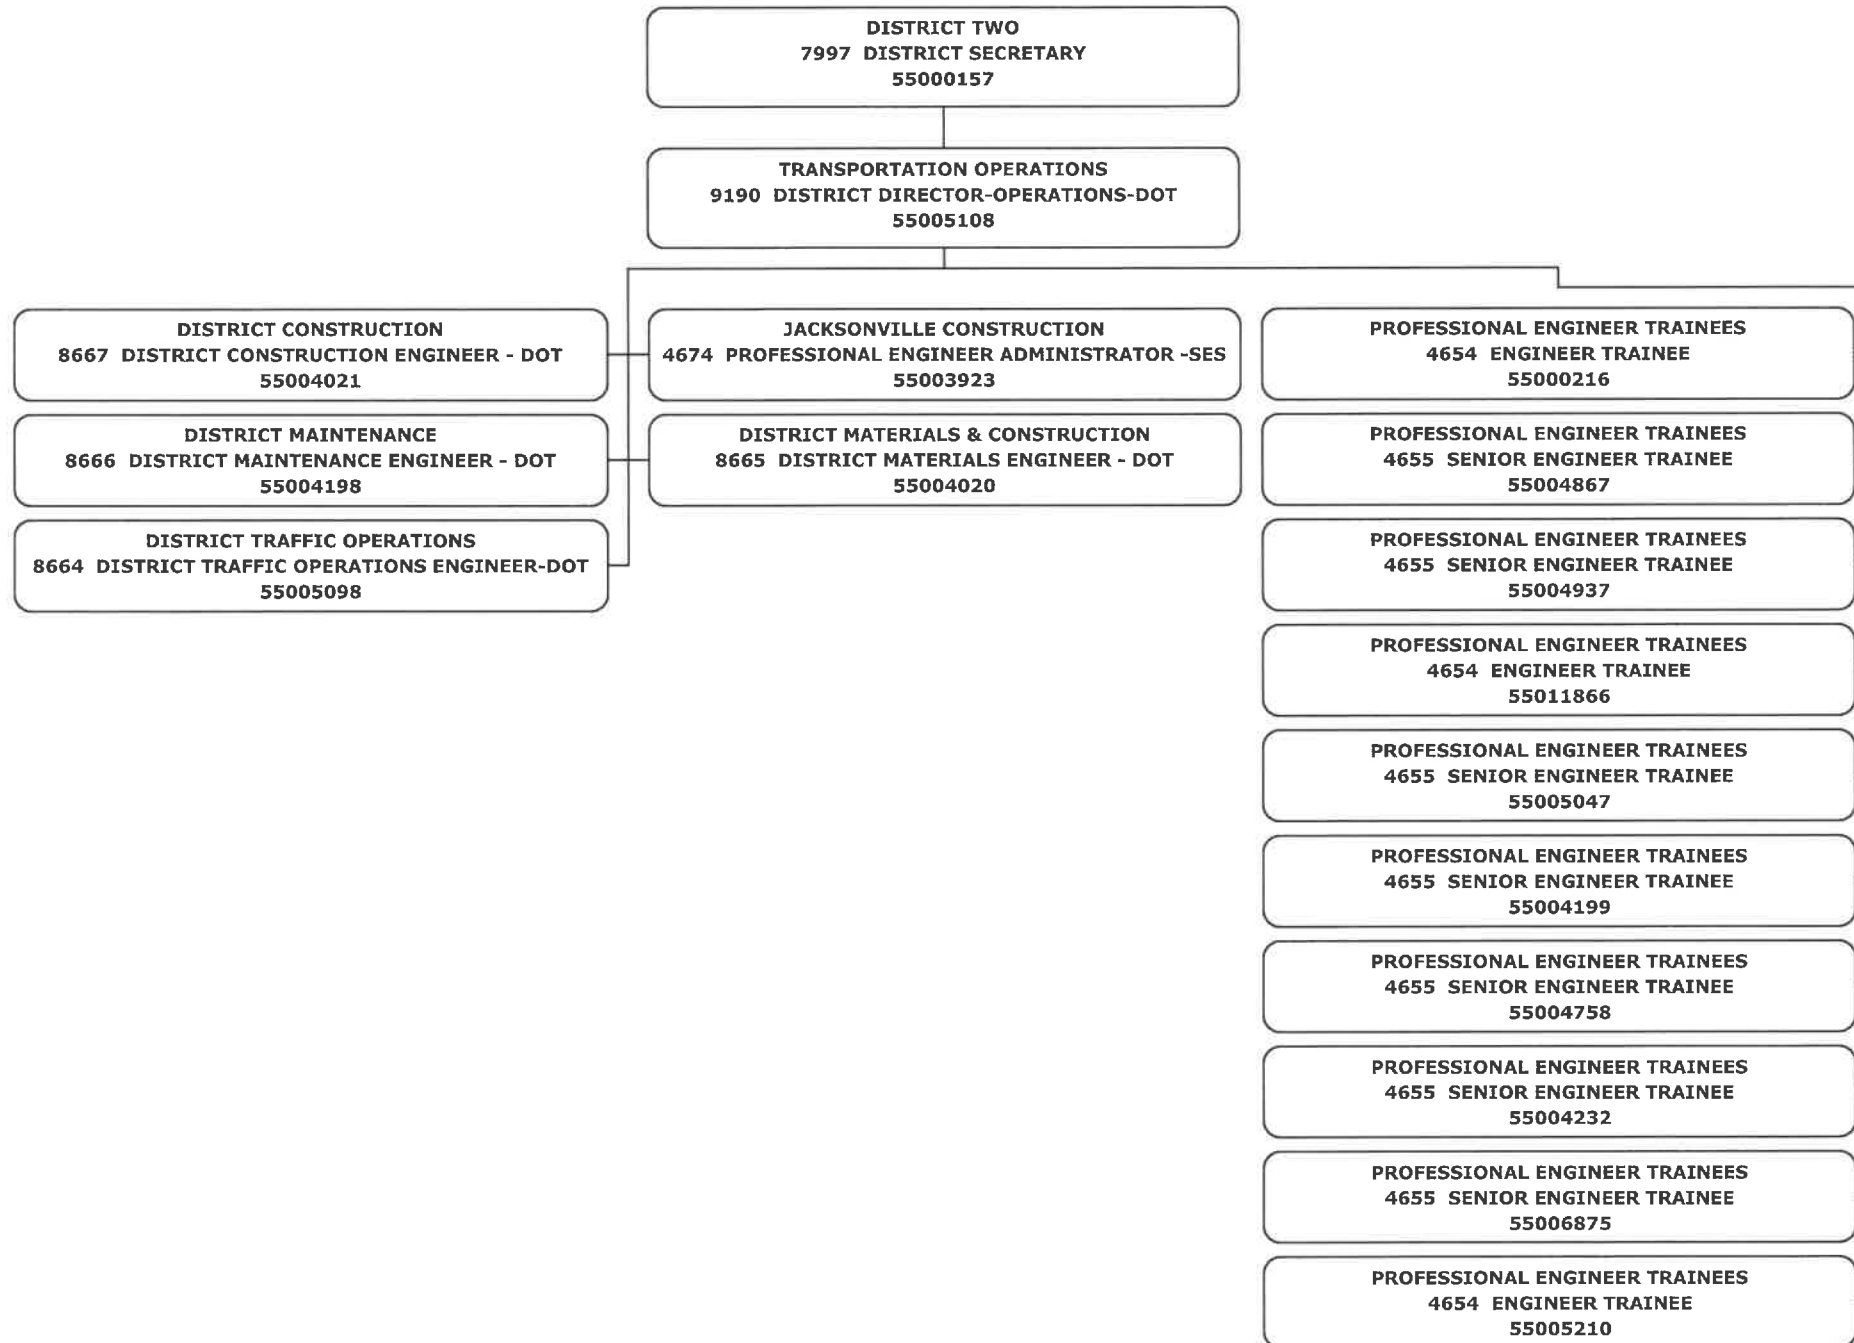 DISTRICT TWO
7997 DISTRICT SECRETARY
55000157
TRANSPORTATION OPERATIONS
9190 DISTRICT DIRECTOR-OPERATIONS-DOT
55005108
DISTRICT CONSTRUCTION
8667 DISTRICT CONSTRUCTION ENGINEER - DOT
55004021
DISTRICT MAINTENANCE
8666 DISTRICT MAINTENANCE ENGINEER - DOT
55004198
DISTRICT TRAFFIC OPERATIONS
8664 DISTRICT TRAFFIC OPERATIONS ENGINEER-DOT
55005098
JACKSONVILLE CONSTRUCTION
4674 PROFESSIONAL ENGINEER ADMINISTRATOR -SES
55003923
DISTRICT MATERIALS & CONSTRUCTION
8665 DISTRICT MATERIALS ENGINEER - DOT
55004020
PROFESSIONAL ENGINEER TRAINEES
4654 ENGINEER TRAINEE
55000216
PROFESSIONAL ENGINEER TRAINEES
4655 SENIOR ENGINEER TRAINEE
55004867
PROFESSIONAL ENGINEER TRAINEES
4655 SENIOR ENGINEER TRAINEE
55004937
PROFESSIONAL ENGINEER TRAINEES
4654 ENGINEER TRAINEE
55011866
PROFESSIONAL ENGINEER TRAINEES
4655 SENIOR ENGINEER TRAINEE
55005047
PROFESSIONAL ENGINEER TRAINEES
4655 SENIOR ENGINEER TRAINEE
55004199
PROFESSIONAL ENGINEER TRAINEES
4655 SENIOR ENGINEER TRAINEE
55004758
PROFESSIONAL ENGINEER TRAINEES
4655 SENIOR ENGINEER TRAINEE
55004232
PROFESSIONAL ENGINEER TRAINEES
4655 SENIOR ENGINEER TRAINEE
55006875
PROFESSIONAL ENGINEER TRAINEES
4654 ENGINEER TRAINEE
55005210